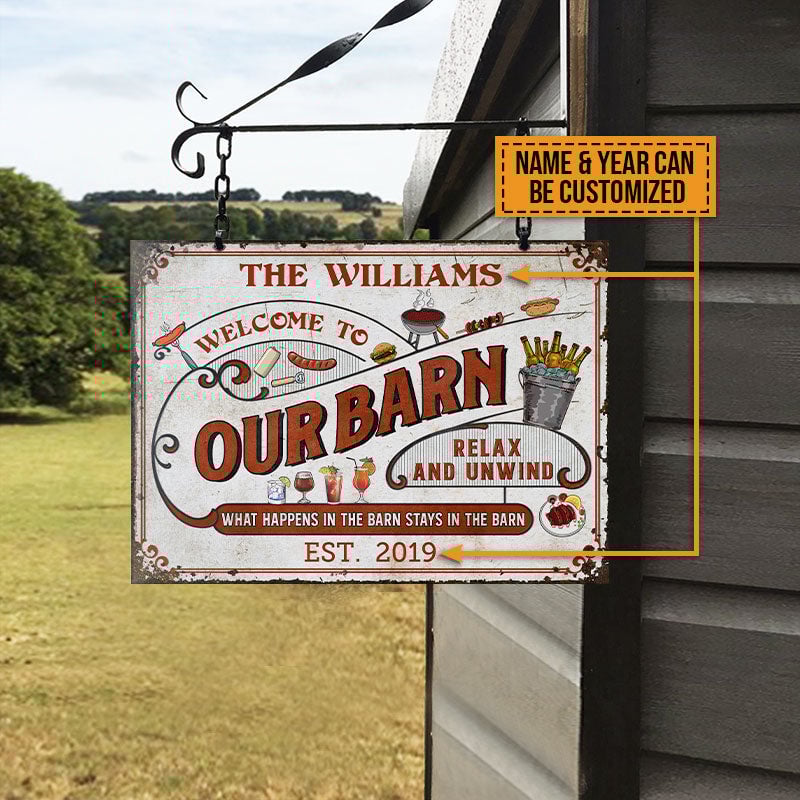 NAME & YEAR CAN
BE CUSTOMIZED
THE WILLIAMS
WELCOME TO
OUR BARN
RELAX
AND UNWIND
WHAT HAPPENS IN THE BARN STAYS IN THE BARN
EST. 2019